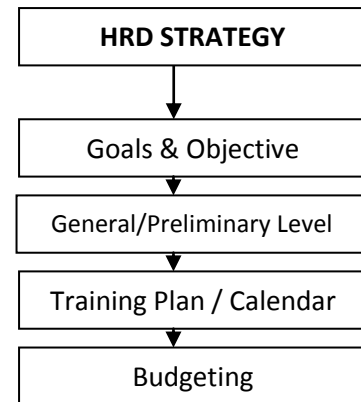 HRD STRATEGY
Goals & Objective
General/Preliminary Level
Training Plan / Calendar
Budgeting